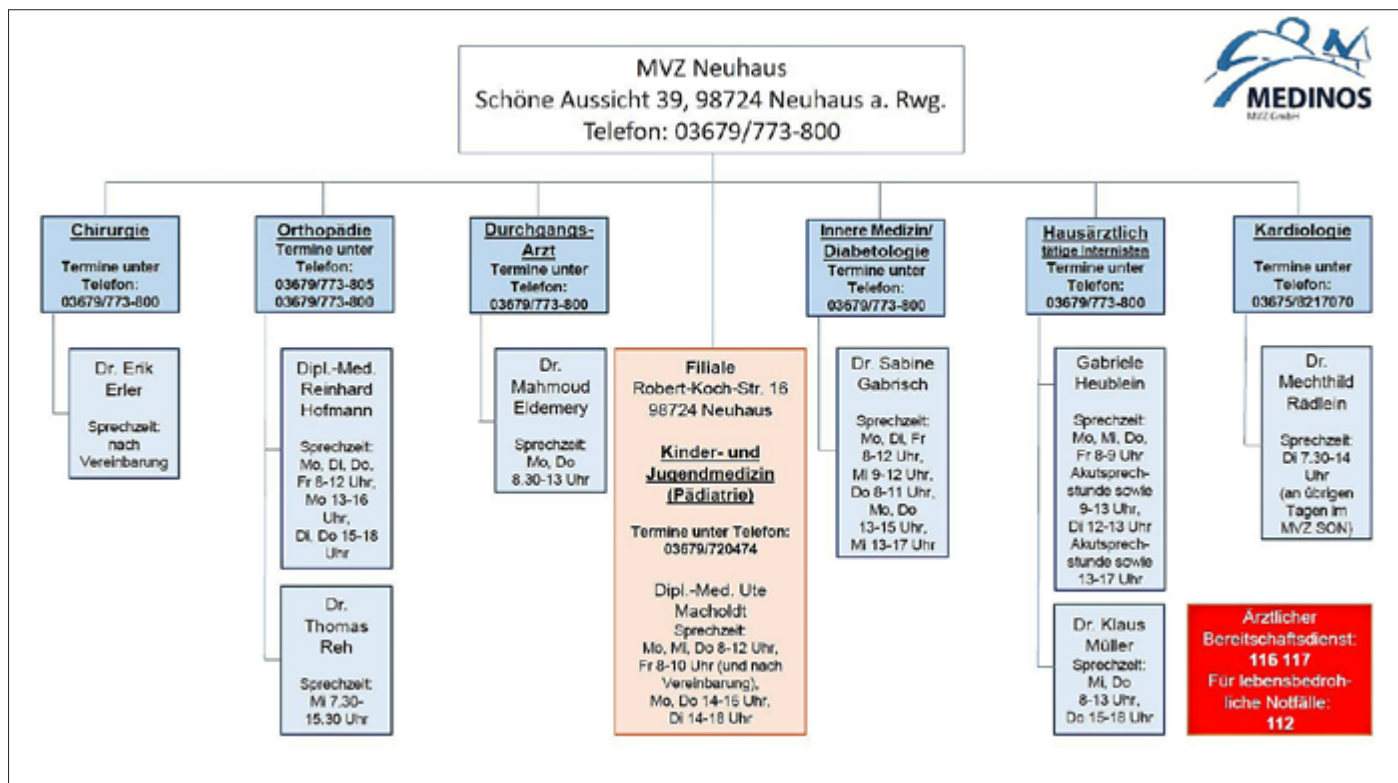 MVZ Neuhaus
Schöne Aussicht 39, 98724 Neuhaus a. Rwg.
Telefon: 03679/773-800
MEDINOS
MVZ GmbH
Chirurgie
Termine unter
Telefon:
03679/773-800
Dr. Erik
Erler
Sprechzeit:
nach
Vereinbarung
Orthopädie
Termine unter
Telefon:
03679/773-805
03679/773-800
Dipl.-Med.
Reinhard
Hofmann
Sprechzeit:
Mo, Di, Do,
Fr 8-12 Uhr,
Mo 13-16
Uhr,
Di, Do 15-18
Uhr
Dr.
Thomas
Reh
Sprechzeit:
Mi 7.30-
15.30 Uhr
Durchgangs-
Arzt
Termine unter
Telefon:
03679/773-800
Dr.
Mahmoud
Eldemery
Sprechzeit:
Mo, Do
8.30-13 Uhr
Filiale
Robert-Koch-Str. 16
98724 Neuhaus
Kinder- und
Jugendmedizin
(Pädiatrie)
Termine unter Telefon:
03679/720474
Dipl.-Med. Ute
Macholdt
Sprechzeit:
Mo, Mi, Do 8-12 Uhr,
Fr 8-10 Uhr (und nach
Vereinbarung),
Mo, Do 14-16 Uhr,
Di 14-18 Uhr
Innere Medizin/
Diabetologie
Termine unter
Telefon:
03679/773-800
Dr. Sabine
Gabrisch
Sprechzeit:
Mo, Di, Fr
8-12 Uhr,
Mi 9-12 Uhr,
Do 8-11 Uhr,
Mo, Do
13-15 Uhr,
Mi 13-17 Uhr
Hausärztlich
tätige Internisten
Termine unter
Telefon:
03679/773-800
Gabriele
Heublein
Sprechzeit:
Mo, Mi, Do,
Fr 8-9 Uhr
Akutsprech-
stunde sowie
9-13 Uhr,
Di 12-13 Uhr
Akutsprech-
stunde sowie
13-17 Uhr
Dr. Klaus
Müller
Sprechzeit:
Mi, Do
8-13 Uhr,
Do 15-18 Uhr
Kardiologie
Termine unter
Telefon:
03675/8217070
Dr.
Mechthild
Rädlein
Sprechzeit:
Di 7.30-14
Uhr
(an übrigen
Tagen im
MVZ SON)
Ärztlicher
Bereitschaftsdienst:
116 117
Für lebensbedroh-
liche Notfälle:
112